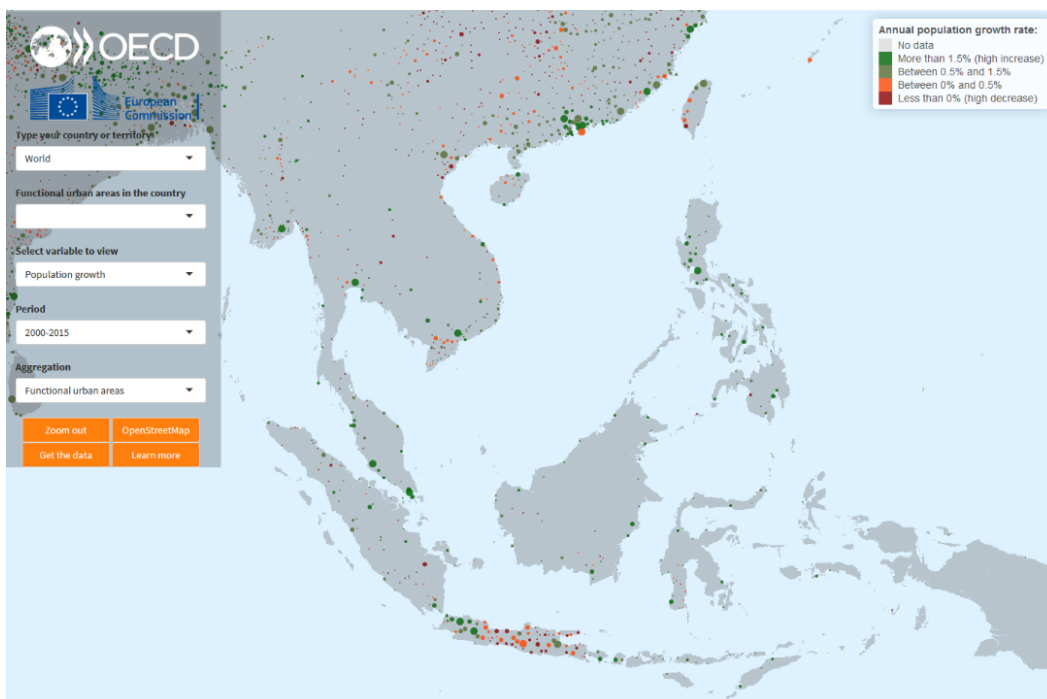 OECD
European
Commission
Type your country or territory
World
Functional urban areas in the country
Select variable to view
Population growth
Period
2000-2015
Aggregation
Functional urban areas
Zoom out
OpenStreetMap
Get the data
Learn more
Annual population growth rate:
No data
More than 1.5% (high increase)
Between 0.5% and 1.5%
Between 0% and 0.5%
Less than 0% (high decrease)